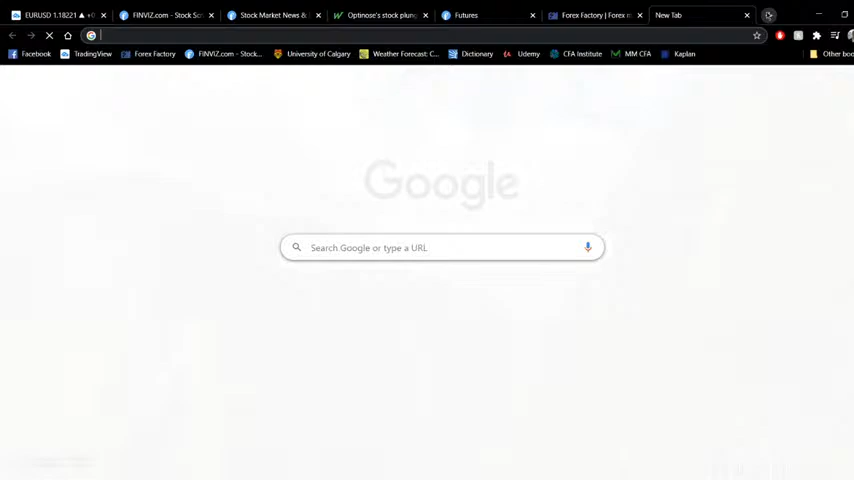 EURUSD 1.18221 ▲ +0 FINVIZ.com - Stock Scr Stock Market News & Optinose's stock plung Futures Forex Factory | Forex m New Tab
Facebook TradingView Forex Factory FINVIZ.com - Stock... University of Calgary Weather Forecast: C... Dictionary Udemy CFA Institute MM CFA Kaplan Other boo
Google
Search Google or type a URL